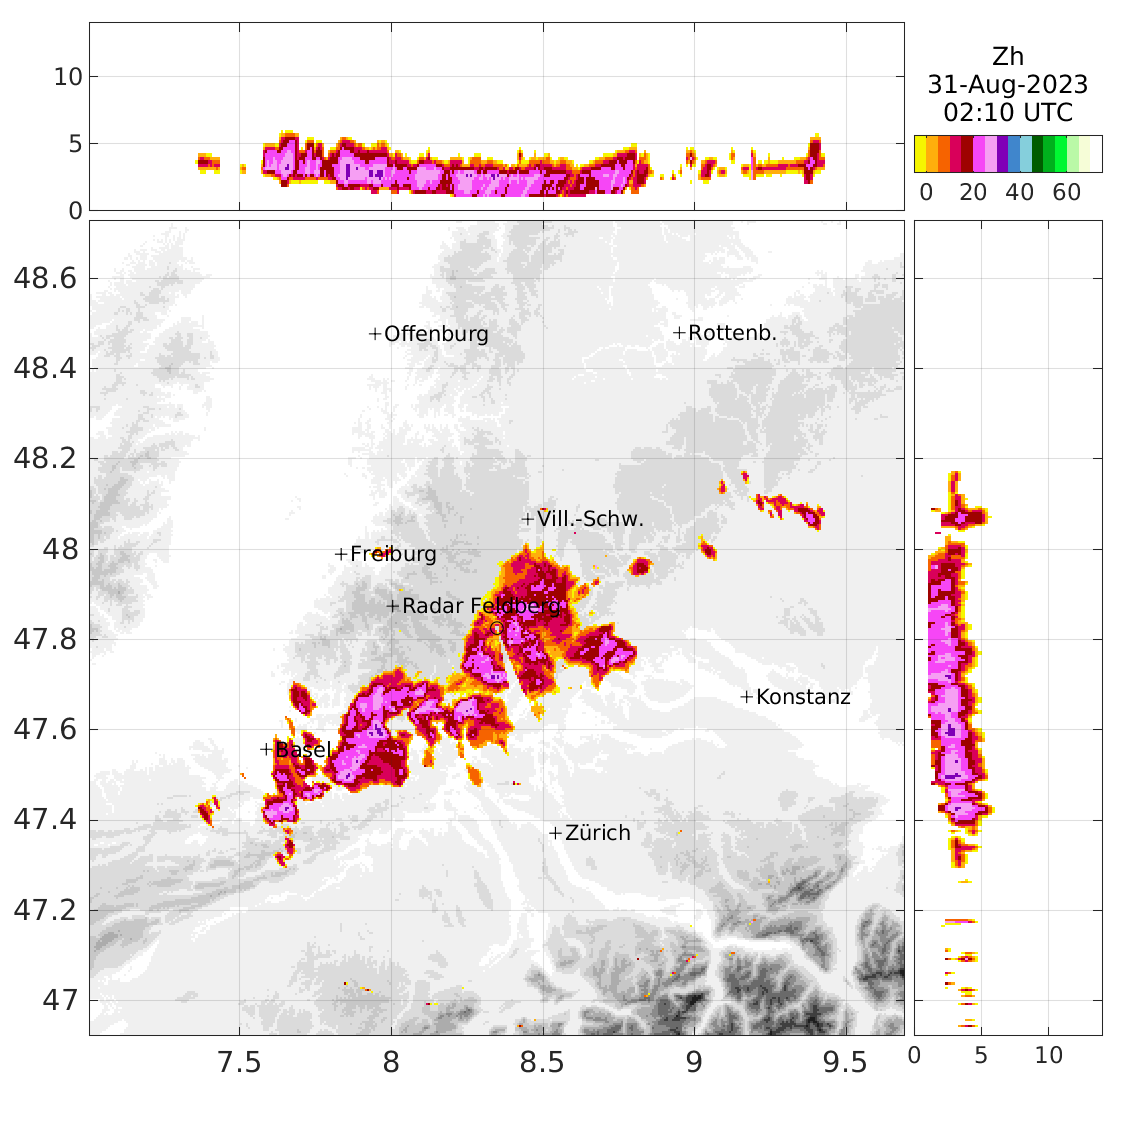 10
5
0
Zh
31-Aug-2023
02:10 UTC
0 20 40 60
48.6
48.4
48.2
48
47.8
47.6
47.4
47.2
47
+Offenburg
+Rottenb.
+Vill.-Schw.
+Freiburg
+Radar Feldberg
+Konstanz
+Basel
+Zürich
7.5 8 8.5 9 9.5
0 5 10